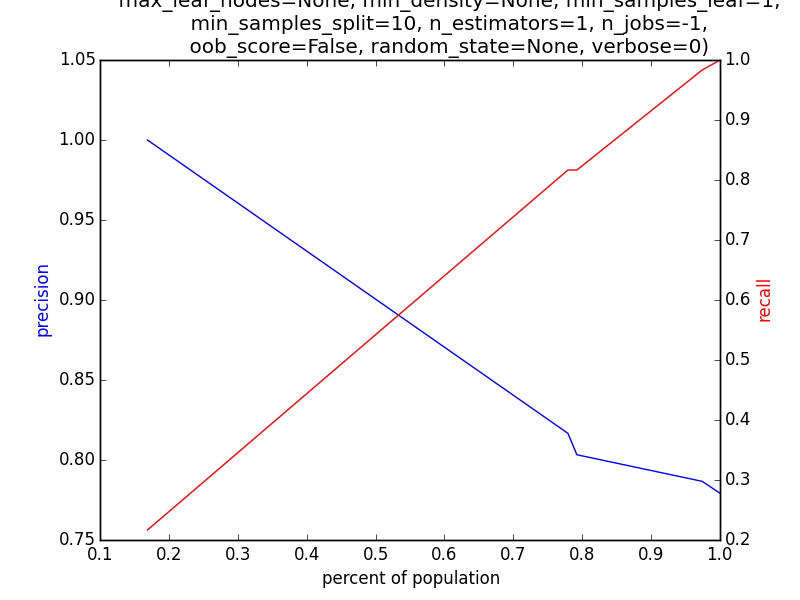 max_leaf_nodes=None, min_density=None, min_samples_leaf=1,
min_samples_split=10, n_estimators=1, n_jobs=-1,
oob_score=False, random_state=None, verbose=0)
1.05
1.00
0.95
0.90
0.85
0.80
0.75
precision
1.0
0.9
0.8
0.7
0.6
0.5
0.4
0.3
0.2
recall
0.1 0.2 0.3 0.4 0.5 0.6 0.7 0.8 0.9 1.0
percent of population